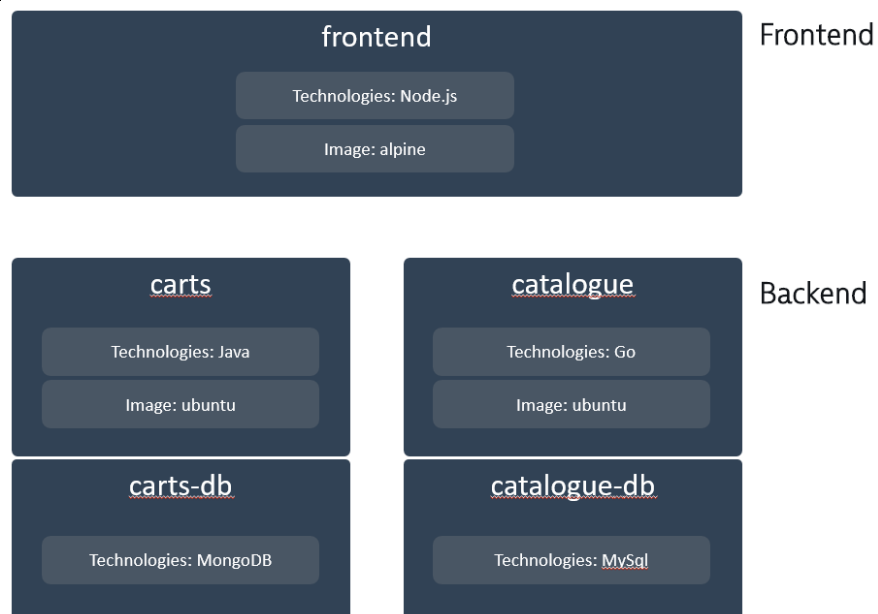 frontend
Frontend
Technologies: Node.js
Image: alpine
carts
catalogue
Backend
Technologies: Java
Technologies: Go
Image: ubuntu
Image: ubuntu
carts-db
catalogue-db
Technologies: MongoDB
Technologies: MySql